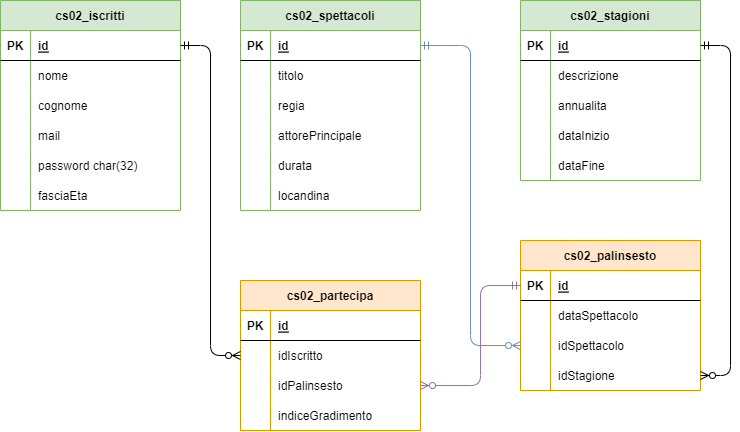 cs02_iscritti
PK id
nome
cognome
mail
password char(32)
fasciaEta
cs02_spettacoli
PK id
titolo
regia
attorePrincipale
durata
locandina
cs02_stagioni
PK id
descrizione
annualita
dataInizio
dataFine
cs02_partecipa
PK id
idIscritto
idPalinsesto
indiceGradimento
cs02_palinsesto
PK id
dataSpettacolo
idSpettacolo
idStagione